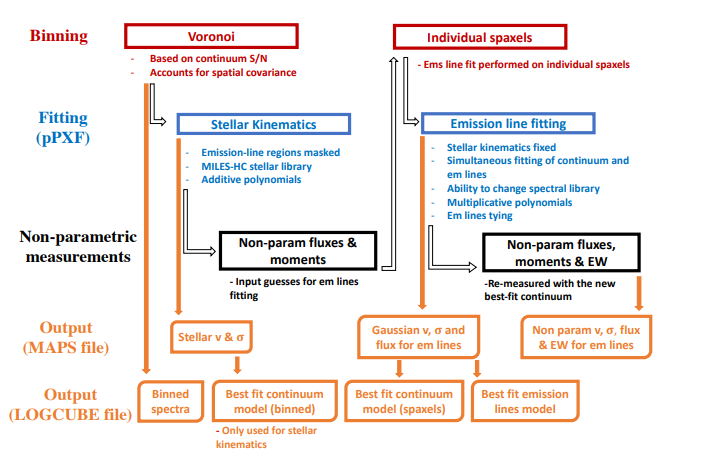 Binning
Voronoi
Individual spaxels
- Based on continuum S/N
- Accounts for spatial covariance
- Ems line fit performed on individual spaxels
Fitting
(pPXF)
Stellar Kinematics
Emission line fitting
- Emission-line regions masked
- MILES-HC stellar library
- Additive polynomials
- Stellar kinematics fixed
- Simultaneous fitting of continuum and
em lines
- Ability to change spectral library
- Multiplicative polynomials
- Em lines tying
Non-parametric
measurements
Non-param fluxes &
moments
Non-param fluxes,
moments & EW
- Input guesses for em lines
fitting
-Re-measured with the new
best-fit continuum
Output
(MAPS file)
Stellar v & σ
Gaussian v, σ and
flux for em lines
Non param v, σ, flux
& EW for em lines
Output
(LOGCUBE file)
Binned
spectra
Best fit continuum
model (binned)
Best fit continuum
model (spaxels)
Best fit emission
lines model
- Only used for stellar
kinematics